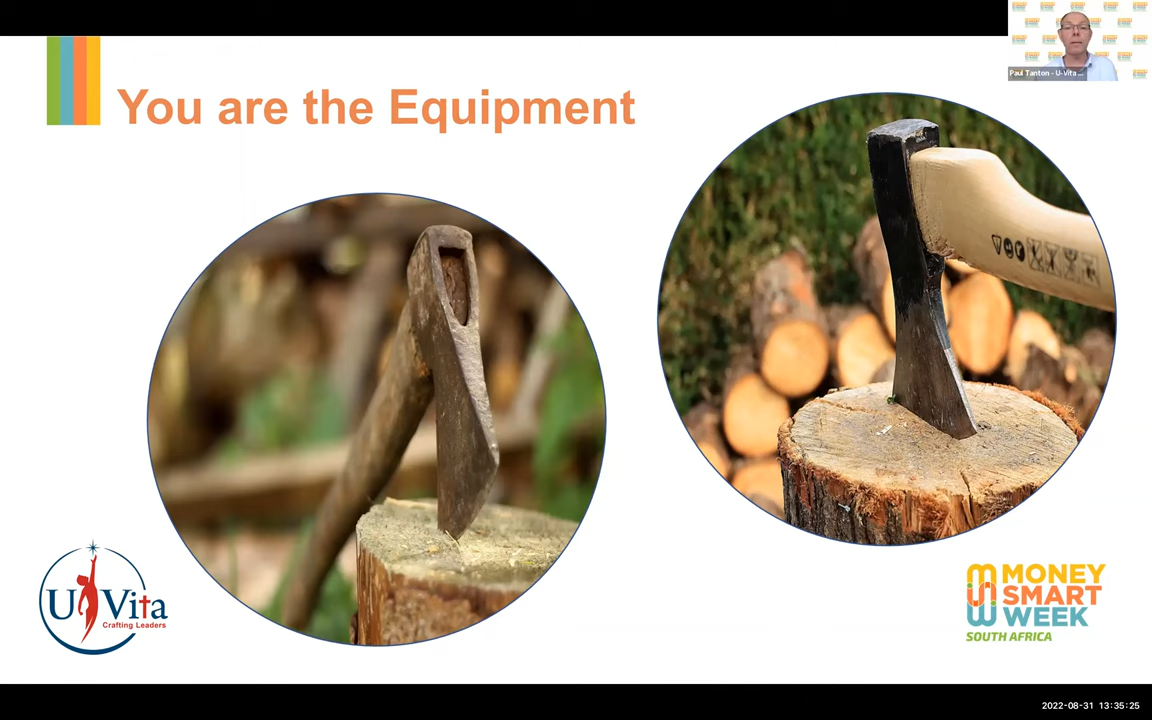 Paul Tanton - U-Vita ...
You are the Equipment
U Vita
Crafting Leaders
MONEY
SMART
WEEK
SOUTH AFRICA
2022-08-31 13:35:25